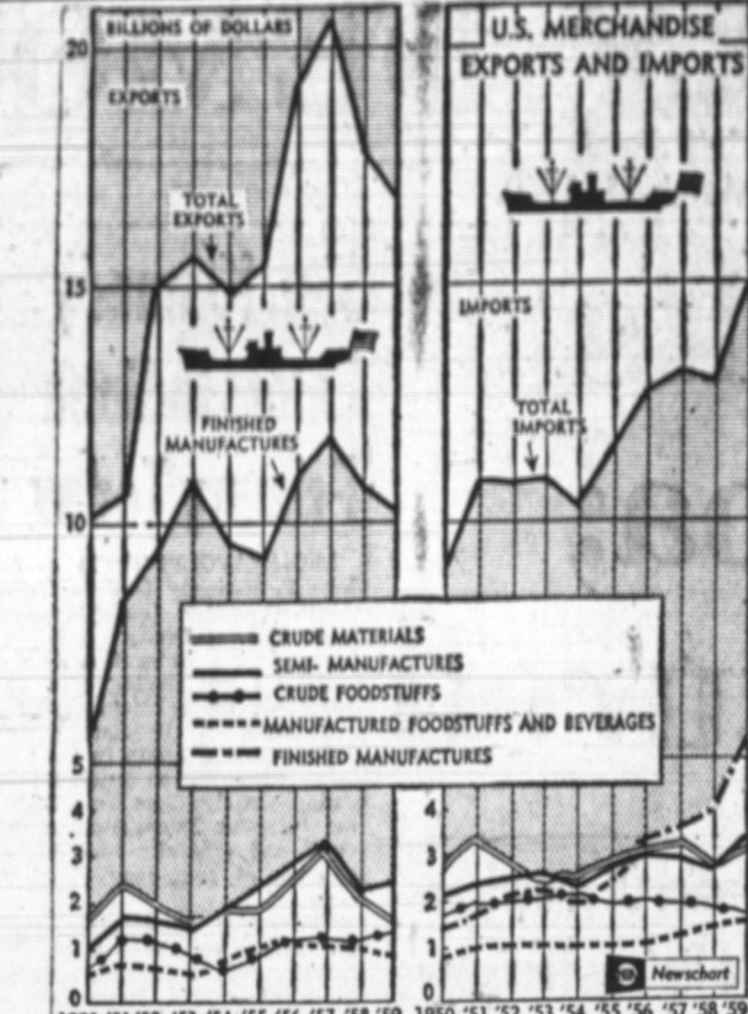 BILLIONS OF DOLLARS
20
EXPORTS
TOTAL
EXPORTS
15
FINISHED
MANUFACTURES
10
5
4
3
2
1
0
U.S. MERCHANDISE
EXPORTS AND IMPORTS
IMPORTS
TOTAL
IMPORTS
4
3
2
1
0
CRUDE MATERIALS
SEMI- MANUFACTURES
CRUDE FOODSTUFFS
MANUFACTURED FOODSTUFFS AND BEVERAGES
FINISHED MANUFACTURES
Newschart
1950 '51 '52 '53 '54 '55 '56 '57 '58 '59